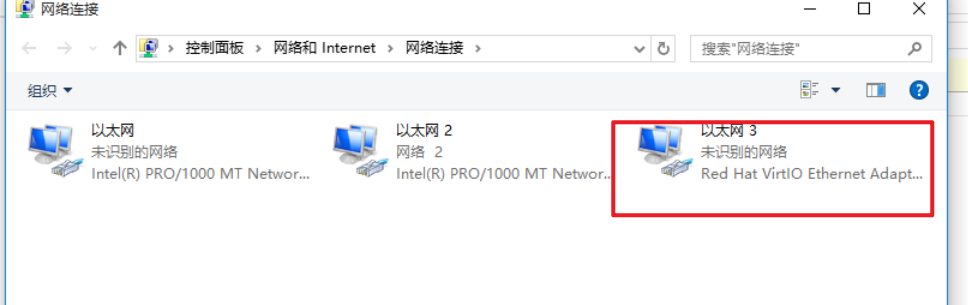 网络连接
控制面板 > 网络和 Internet > 网络连接 >
搜索"网络连接"
组织
以太网
未识别的网络
Intel(R) PRO/1000 MT Networ...
以太网 2
网络 2
Intel(R) PRO/1000 MT Networ...
以太网 3
未识别的网络
Red Hat VirtIO Ethernet Adapt...